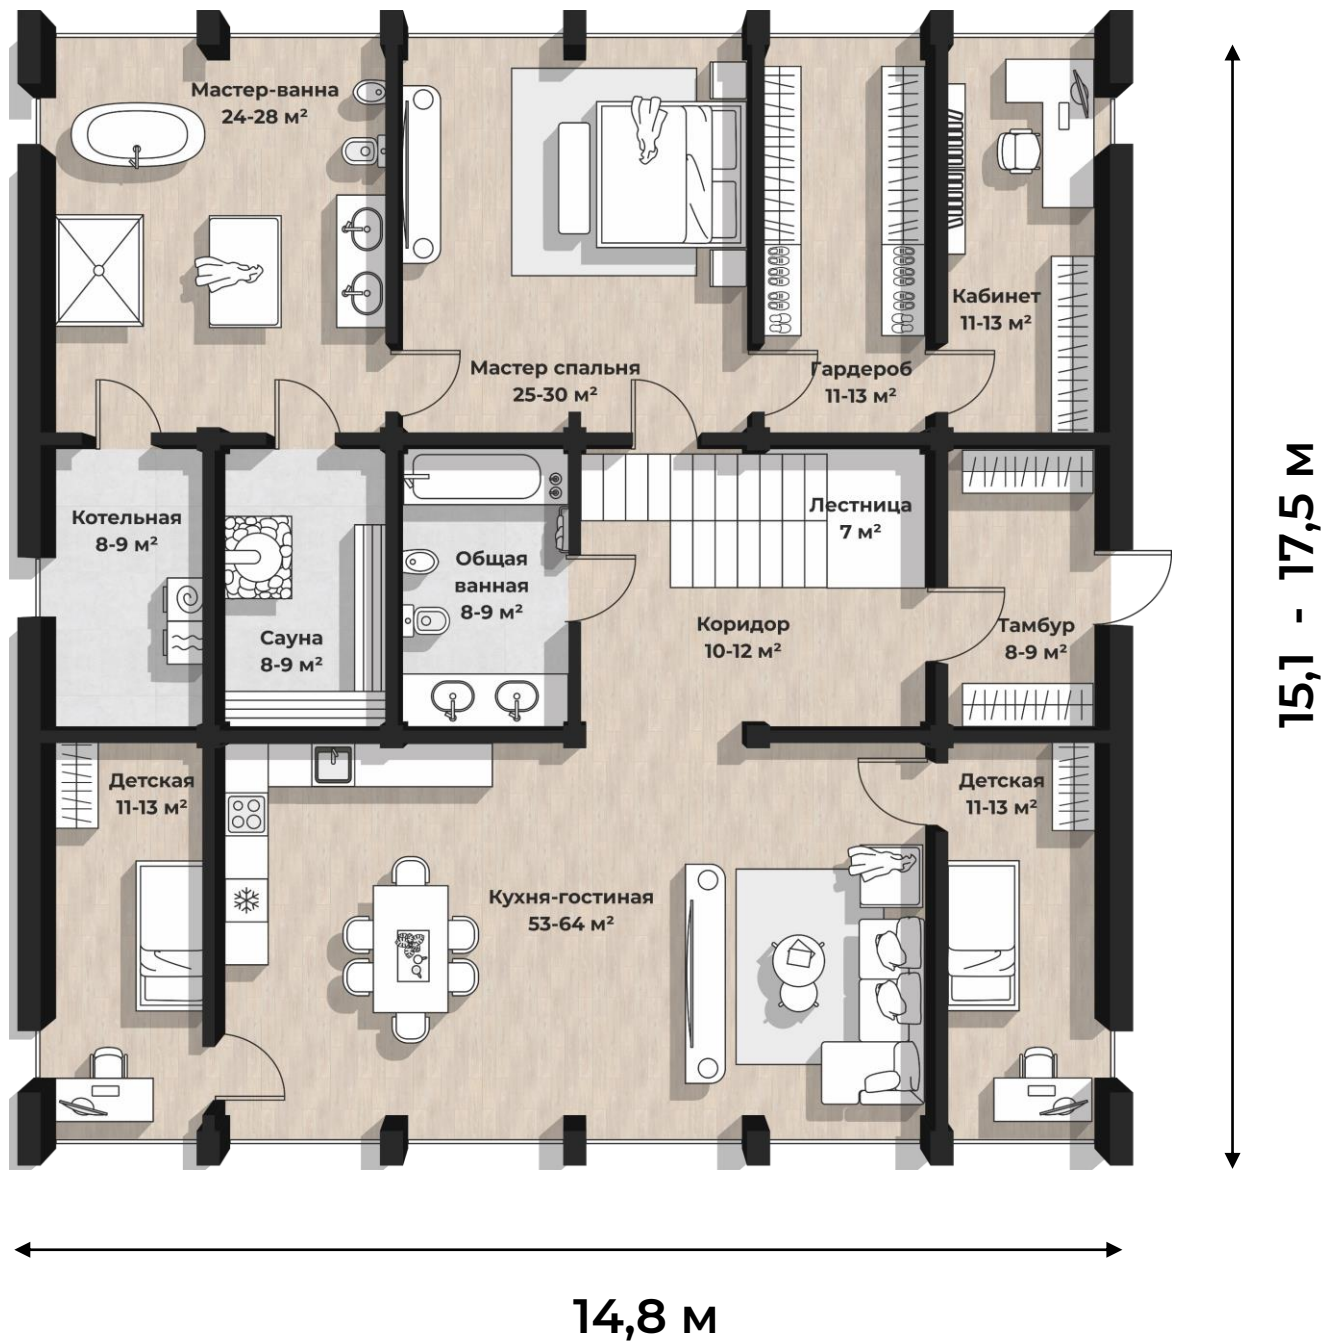 Мастер-ванна
24-28 м²
Мастер спальня
25-30 м²
Гардероб
11-13 м²
Кабинет
11-13 м²
Котельная
8-9 м²
Сауна
8-9 м²
Общая
ванная
8-9 м²
Лестница
7 м²
Коридор
10-12 м²
Тамбур
8-9 м²
Детская
11-13 м²
Кухня-гостиная
53-64 м²
Детская
11-13 м²
15,1 - 17,5 м
14,8 м